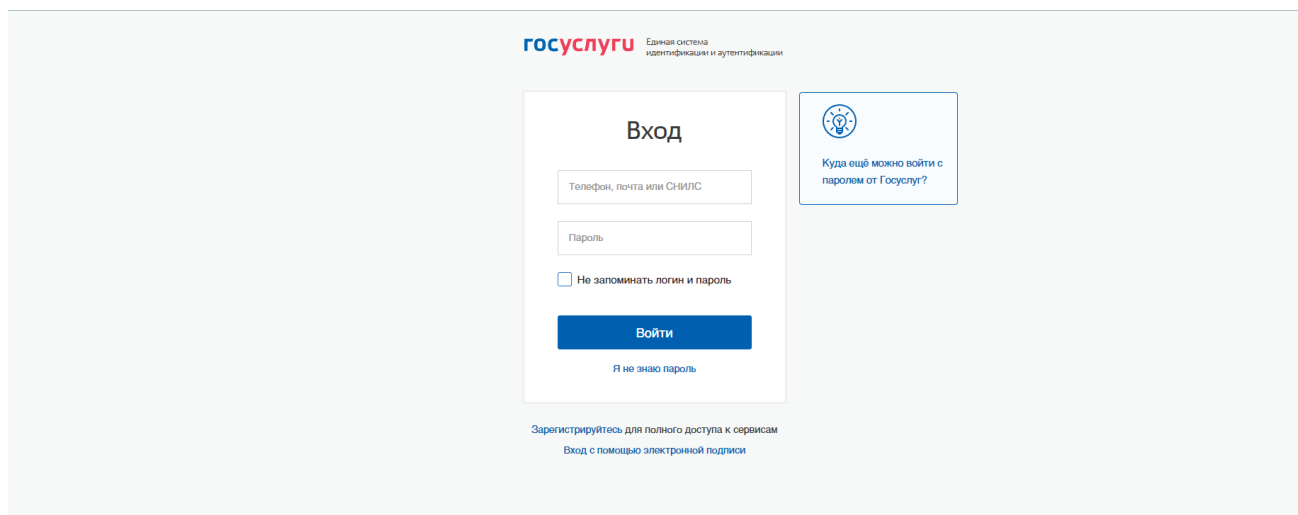 госуслуги
Единая система
идентификации и аутентификации
Вход
Телефон, почта или СНИЛС
Пароль
Не запоминать логин и пароль
Войти
Я не знаю пароль
Куда ещё можно войти с
паролем от Госуслуг?
Зарегистрируйтесь для полного доступа к сервисам
Вход с помощью электронной подписи